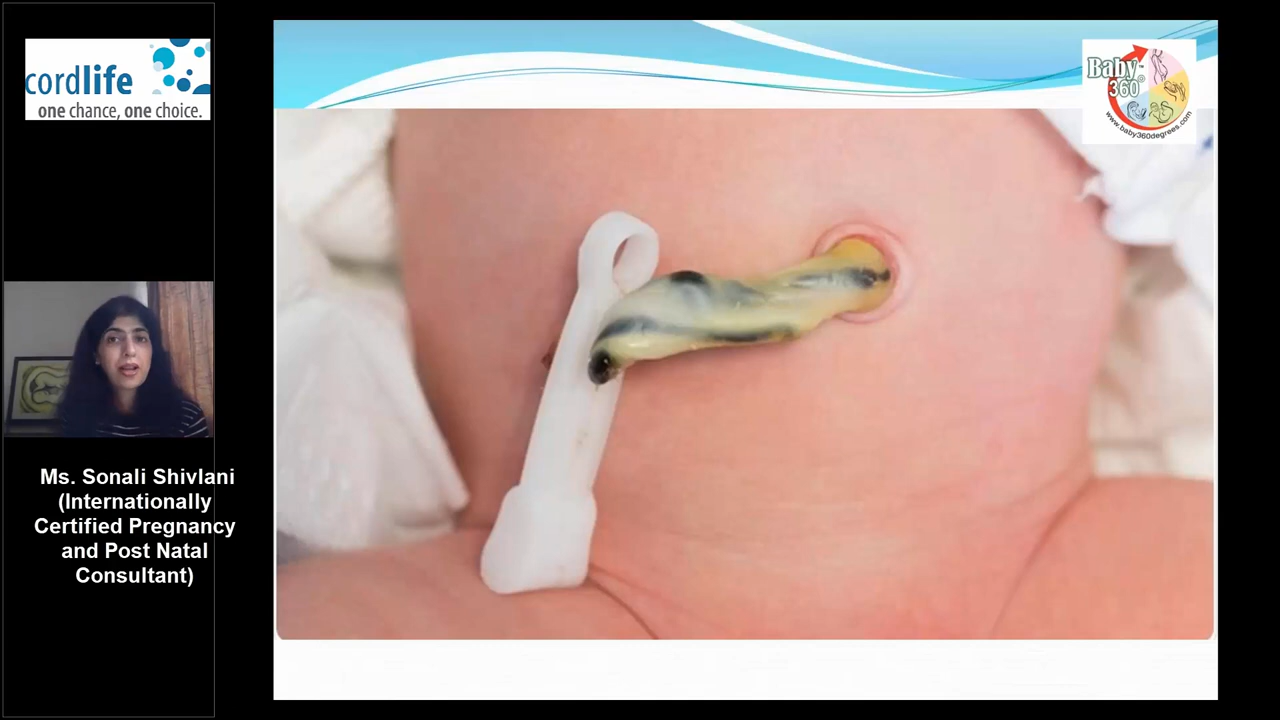 cordlife
one chance, one choice.
Baby
360°
www.baby360degrees.com
Ms. Sonali Shivlani
(Internationally
Certified Pregnancy
and Post Natal
Consultant)